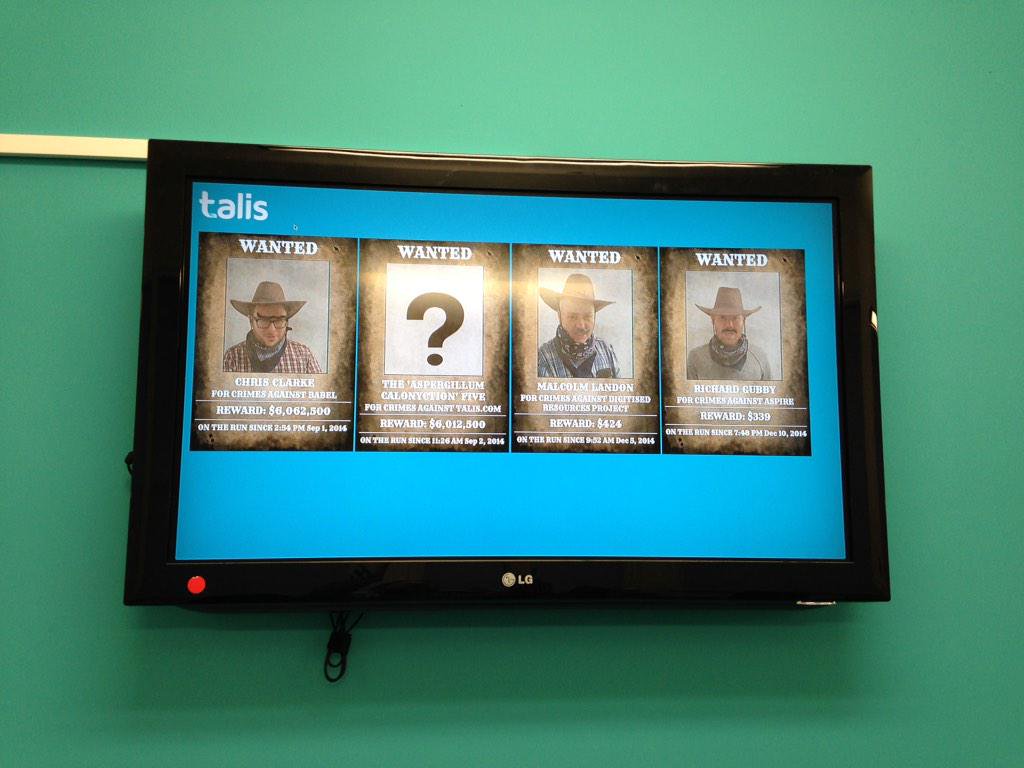 talis
WANTED
CHRIS CLARKE
FOR CRIMES AGAINST BABEL
REWARD: $6,062,500
ON THE RUN SINCE 2:54 PM Sep 1, 2014
WANTED
?
THE 'ASPERGILLUM
CALONYCTION' FIVE
FOR CRIMES AGAINST TALIS.COM
REWARD: $6,012,500
ON THE RUN SINCE 11:26 AM Sep 2, 2014
WANTED
MALCOLM LANDON
FOR CRIMES AGAINST DIGITISED
RESOURCES PROJECT
REWARD: $424
ON THE RUN SINCE 9:52 AM Dec 5, 2014
WANTED
RICHARD GUBBY
FOR CRIMES AGAINST ASPIRE
REWARD: $339
ON THE RUN SINCE 7:48 PM Dec 10, 2014
LG